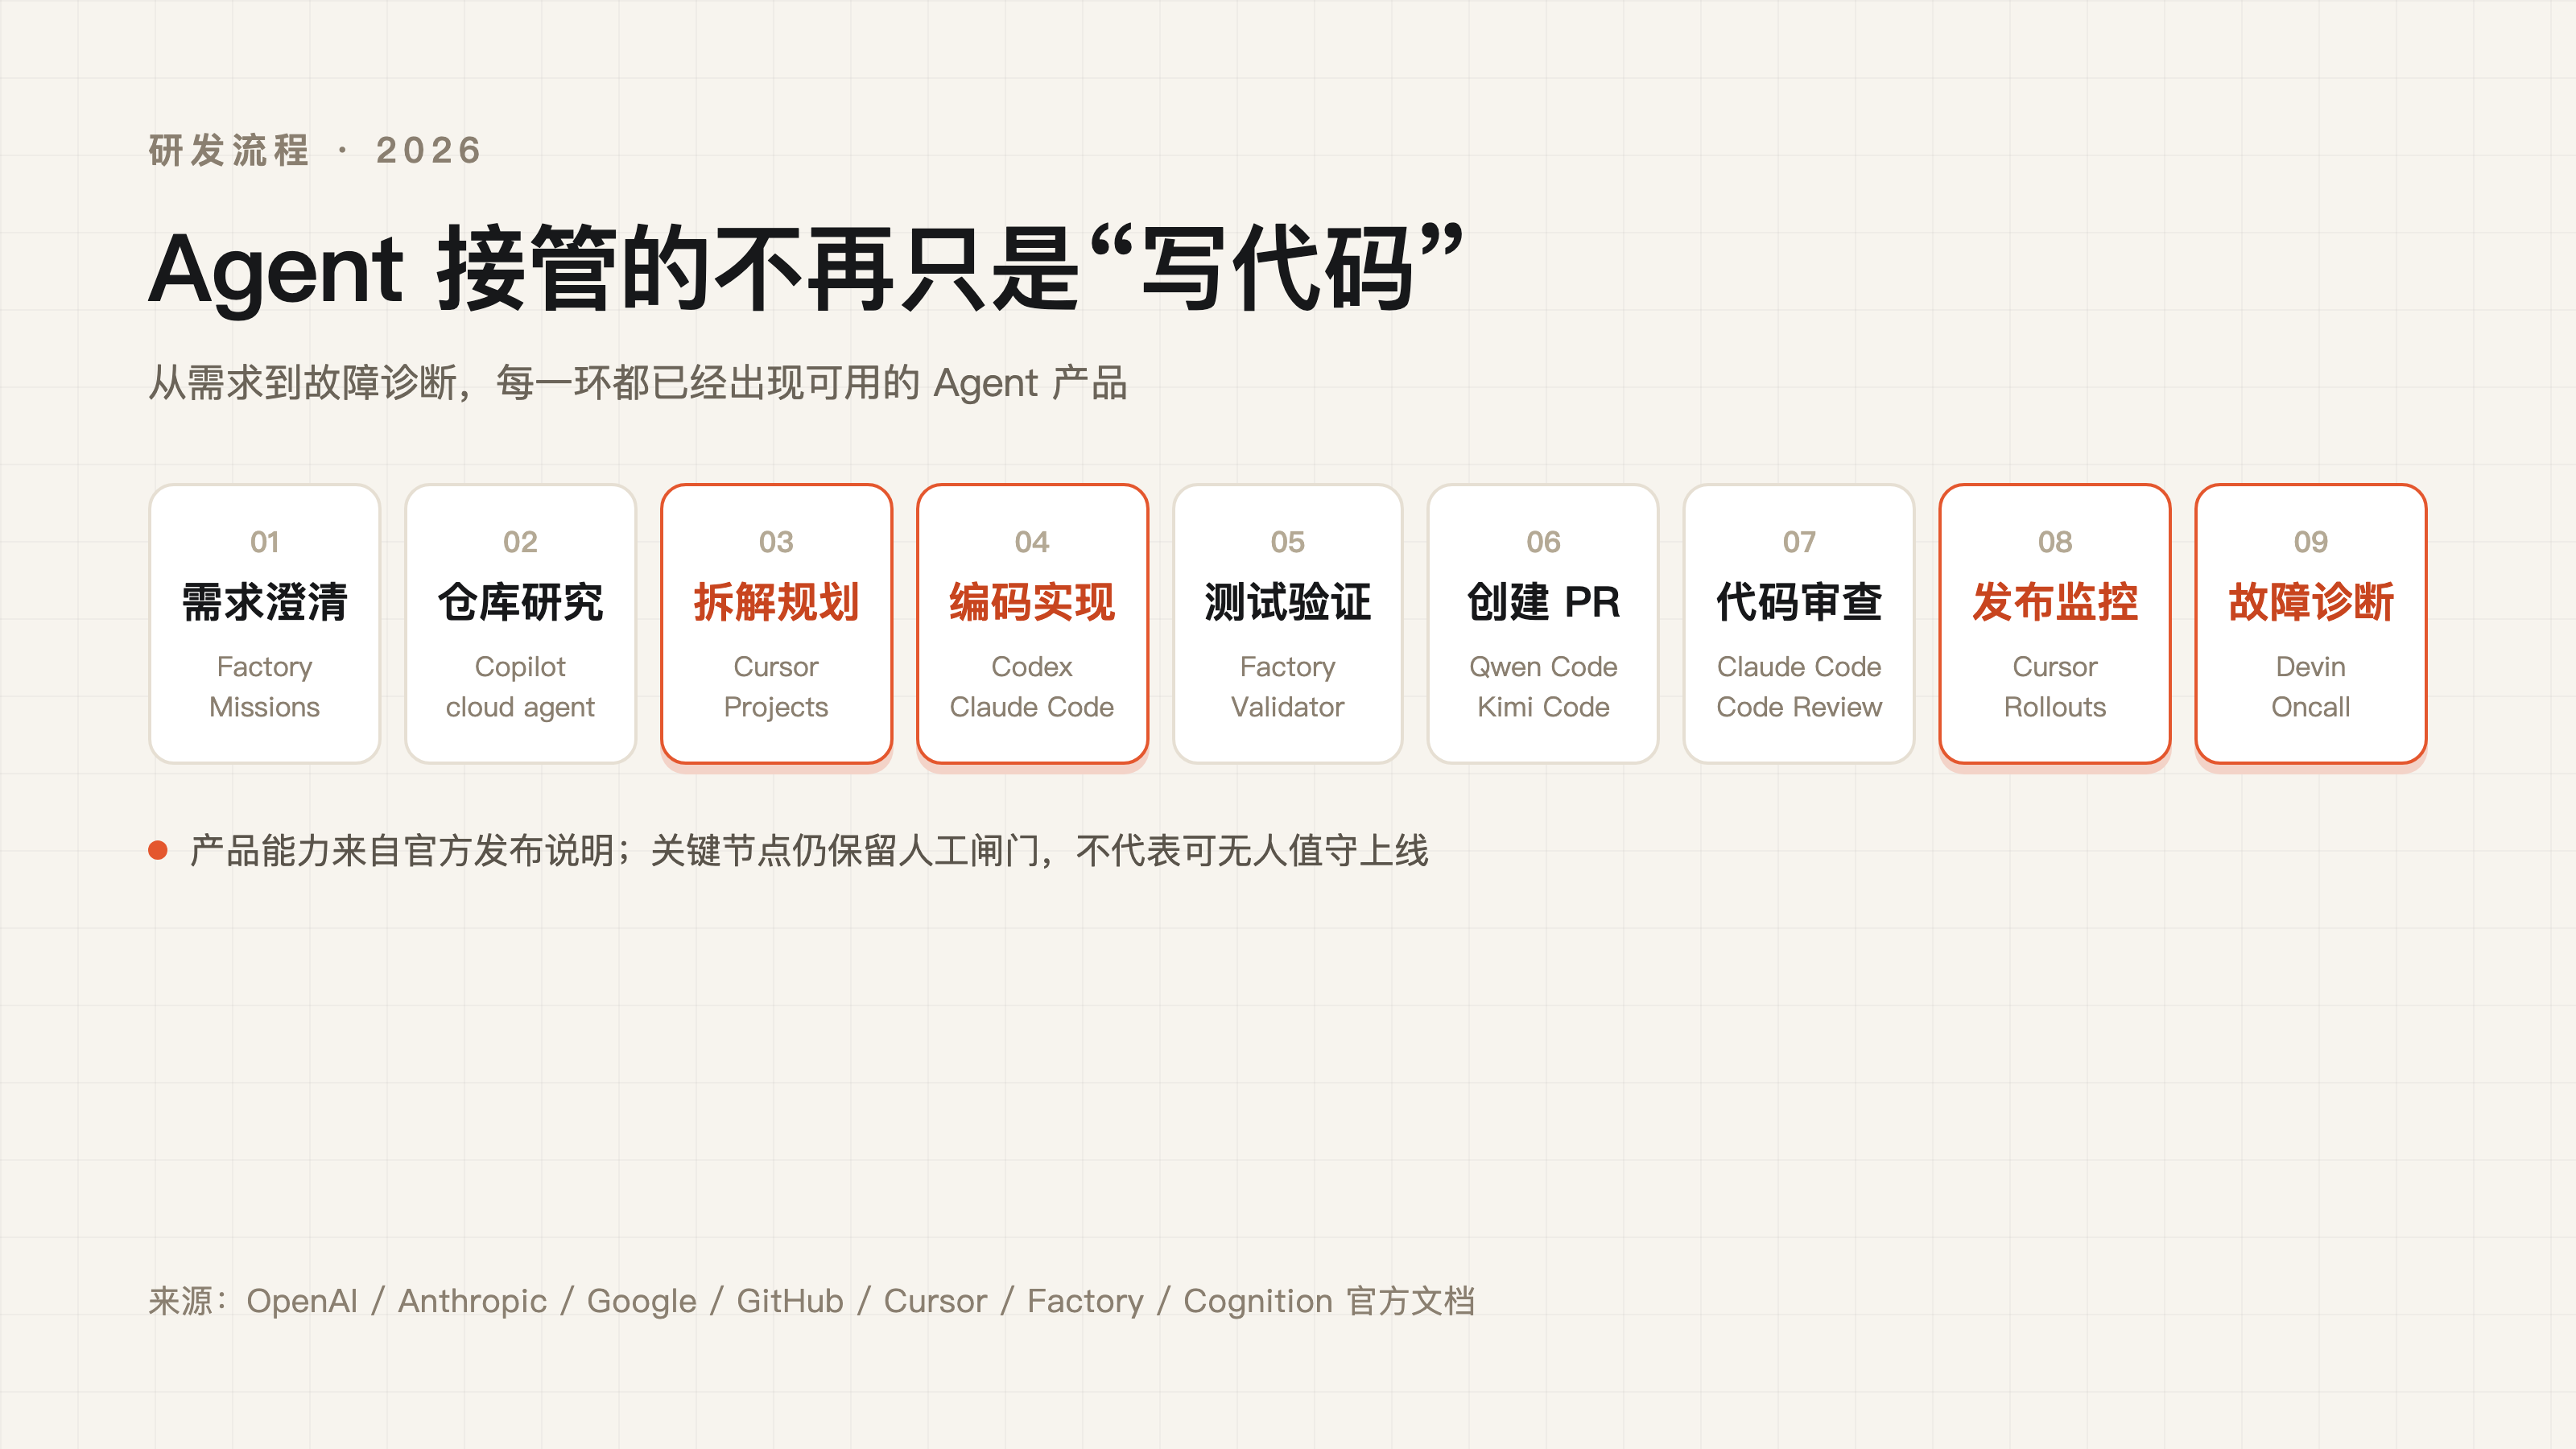 研发流程 · 2026
Agent 接管的不再只是“写代码”
从需求到故障诊断，每一环都已经出现可用的 Agent 产品
01
需求澄清
Factory
Missions
02
仓库研究
Copilot
cloud agent
03
拆解规划
Cursor
Projects
04
编码实现
Codex
Claude Code
05
测试验证
Factory
Validator
06
创建 PR
Qwen Code
Kimi Code
07
代码审查
Claude Code
Code Review
08
发布监控
Cursor
Rollouts
09
故障诊断
Devin
Oncall
产品能力来自官方发布说明；关键节点仍保留人工闸门，不代表可无人值守上线
来源：OpenAI / Anthropic / Google / GitHub / Cursor / Factory / Cognition 官方文档